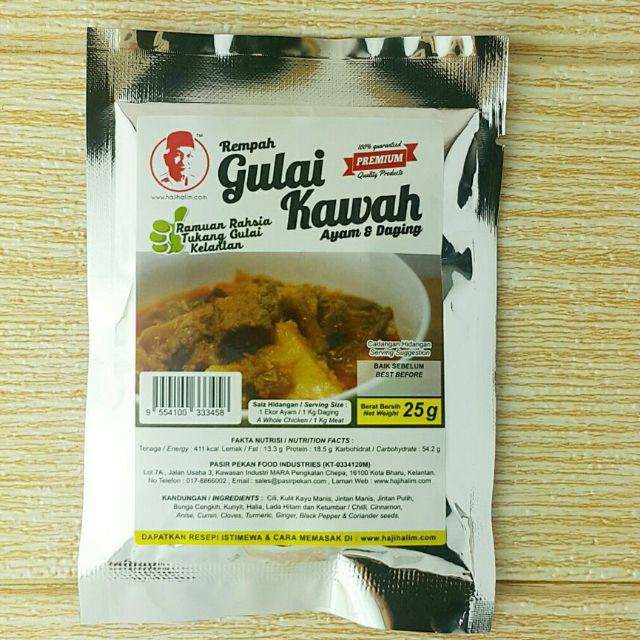 TM
www.hajihalim.com
Rempah
Gulai
Kawah
Ayam & Daging
100% guaranteed
PREMIUM
Quality Products
Ramuan Rahsia
Tukang Gulai
Kelantan
Cadangan Hidangan
Serving Suggestion
BAIK SEBELUM
BEST BEFORE
9 554100 333458
Saiz Hidangan / Serving Size :
1 Ekor Ayam / 1 Kg Daging
A Whole Chicken / 1 Kg Meat
Berat Bersih
Net Weight
25g
FAKTA NUTRISI / NUTRITION FACTS :
Tenaga / Energy : 411 kcal Lemak / Fat : 13.3 g Protein : 18.5 g Karbohidrat / Carbohydrate : 54.2 g
PASIR PEKAN FOOD INDUSTRIES (KT-0334120M)
Lot 7A , Jalan Usaha 3, Kawasan Industri MARA Pengkalan Chepa, 16100 Kota Bharu, Kelantan.
No Telefon : 017-8866002 , Email : sales@pasirpekan.com , Laman Web : www.hajihalim.com
KANDUNGAN / INGREDIENTS : Cili, Kulit Kayu Manis, Jintan Manis, Jintan Putih,
Bunga Cengkih, Kunyit, Halia, Lada Hitam dan Ketumbar / Chilli, Cinnamon,
Anise, Cumin, Cloves, Turmeric, Ginger, Black Pepper & Coriander seeds.
DAPATKAN RESEPI ISTIMEWA & CARA MEMASAK DI : www.hajihalim.com